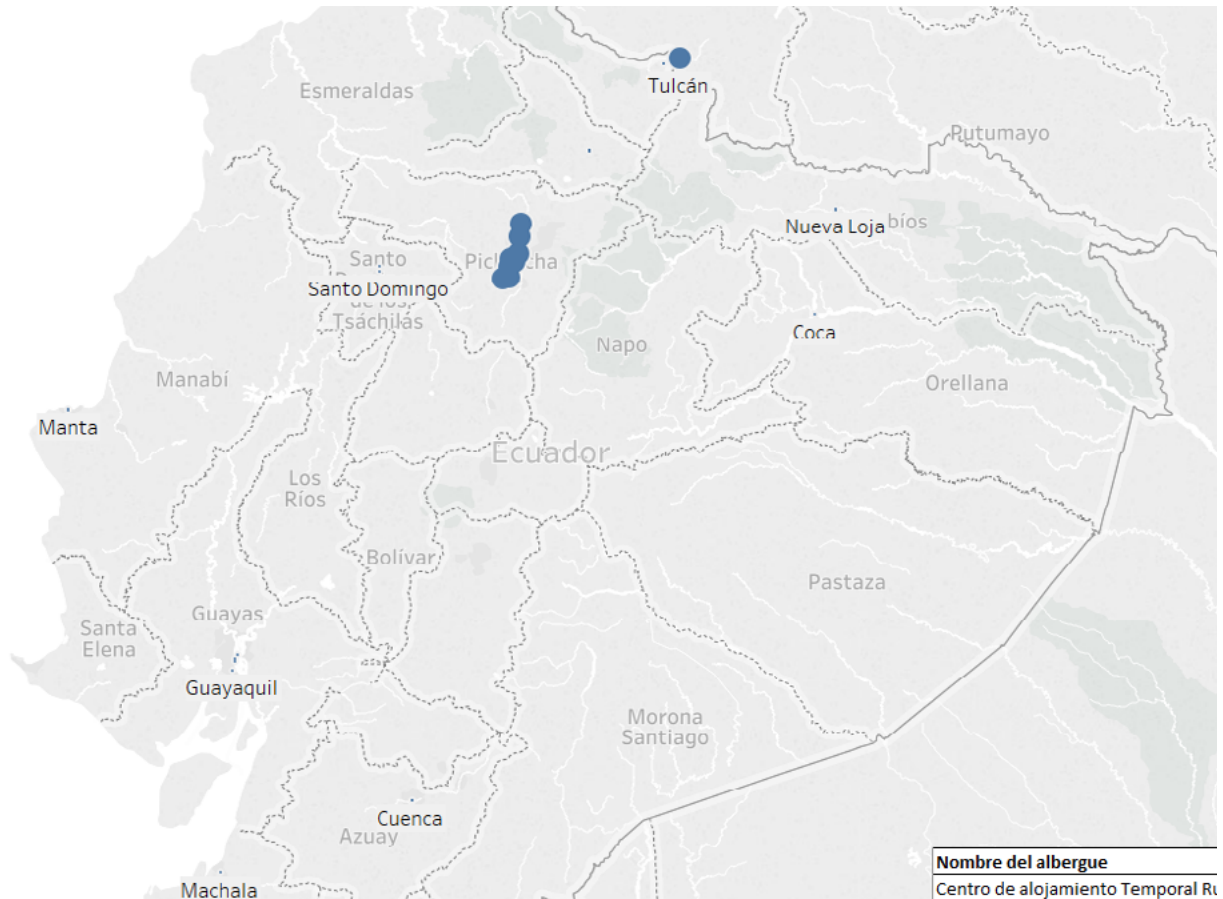 Esmeraldas
Tulcán
Putumayo
Nueva Loja
bíos
Santo
Santo Domingo
de los
Tsáchilas
Napo
Coca
Manabí
Orellana
Manta
Ecuador
Los
Ríos
Bolívar
Pastaza
Guayas
Santa
Elena
Guayaquil
Morona
Santiago
Cuenca
Azuay
Machala
Nombre del albergue
Centro de alojamiento Temporal Ru